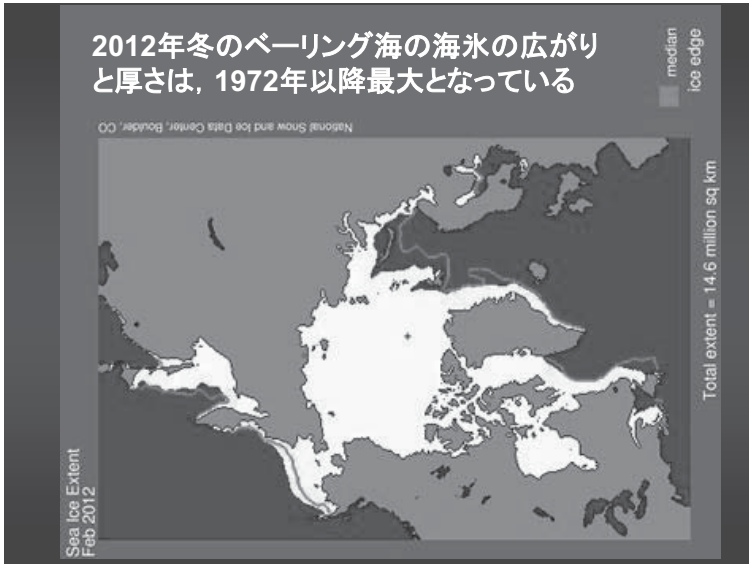 2012年冬のベーリング海の海氷の広がり
と厚さは，1972年以降最大となっている
median
ice edge
National Snow and Ice Data Center, Boulder, CO
Total extent = 14.6 million sq km
Sea Ice Extent
Feb 2012